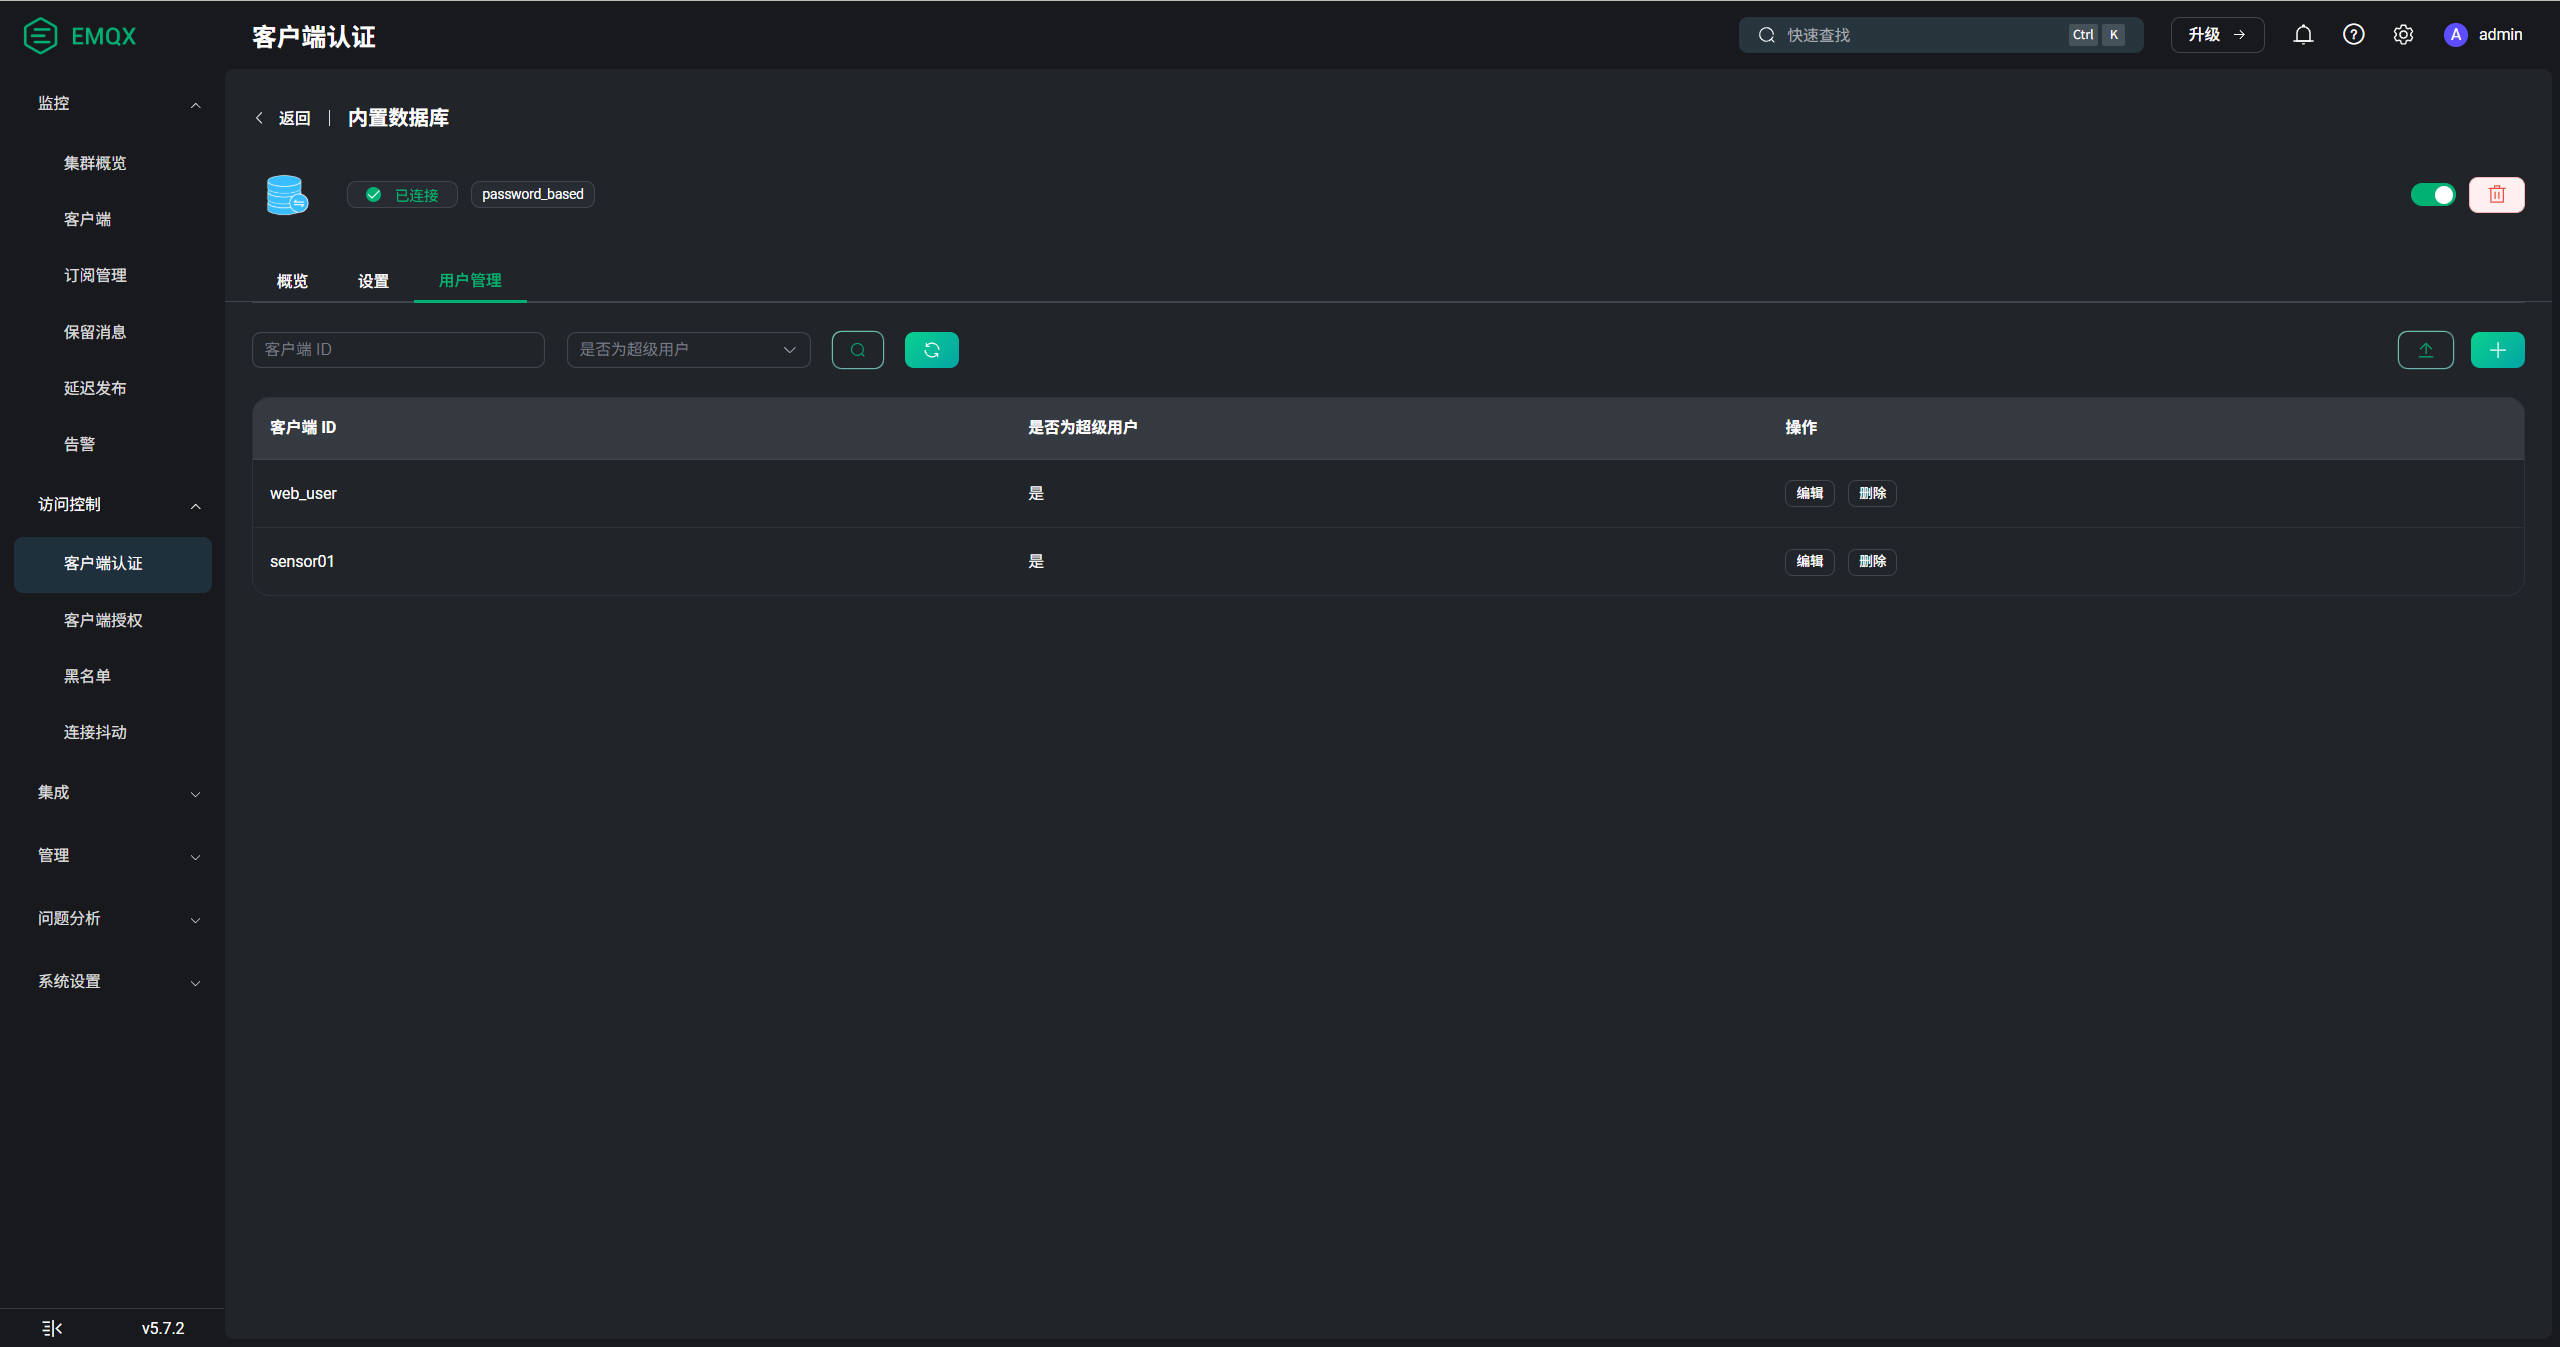 EMQX
客户端认证
快速查找
Ctrl K
升级 →
A admin
监控
集群概览
客户端
订阅管理
保留消息
延迟发布
告警
访问控制
客户端认证
客户端授权
黑名单
连接抖动
集成
管理
问题分析
系统设置
v5.7.2
返回 | 内置数据库
已连接 password_based
概览 设置 用户管理
客户端 ID 是否为超级用户
客户端 ID 是否为超级用户 操作
web_user 是 编辑 删除
sensor01 是 编辑 删除